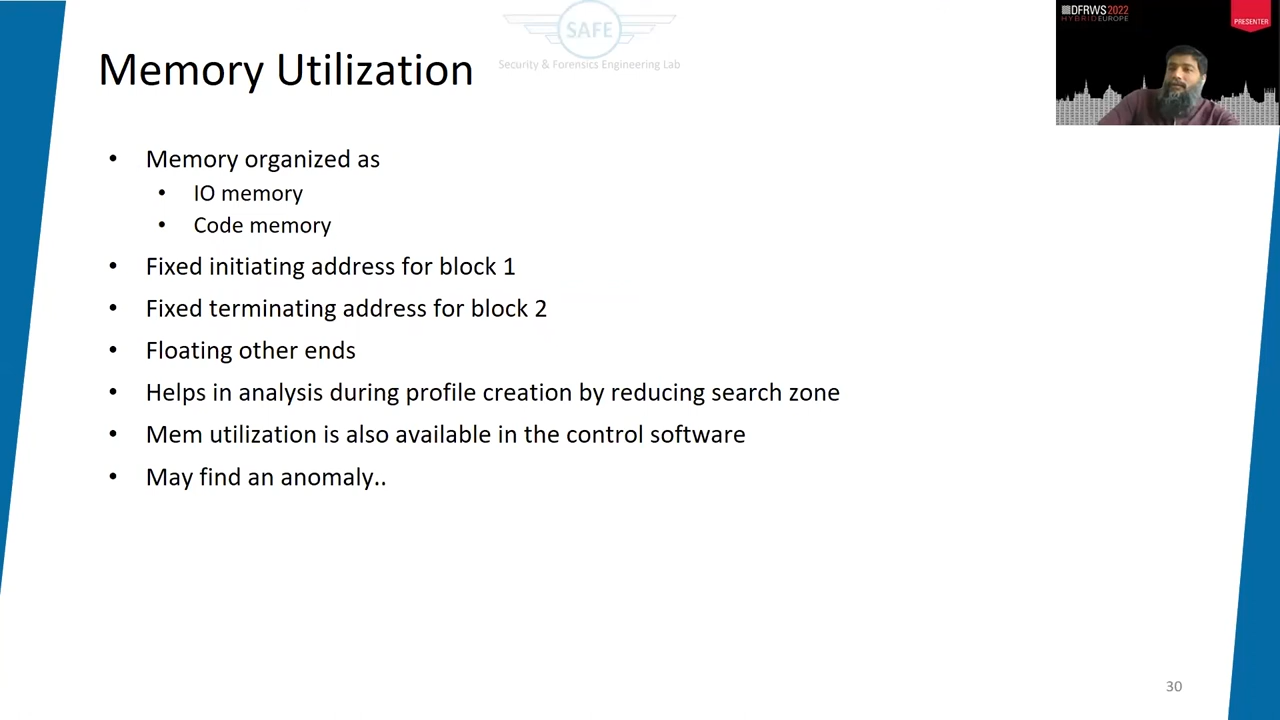 SAFE
Security & Forensics Engineering Lab
DFRWS 2022
HYBRID EUROPE
PRESENTER
Memory Utilization
• Memory organized as
• IO memory
• Code memory
• Fixed initiating address for block 1
• Fixed terminating address for block 2
• Floating other ends
• Helps in analysis during profile creation by reducing search zone
• Mem utilization is also available in the control software
• May find an anomaly..
30